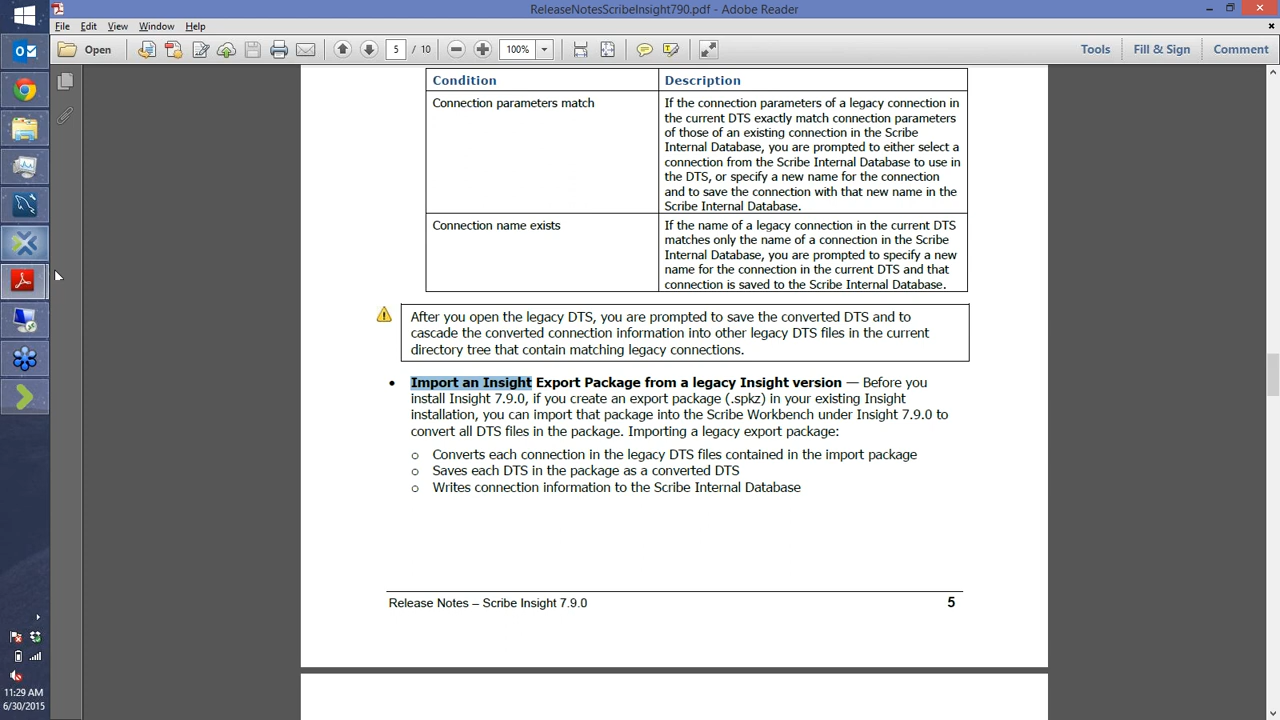 ReleaseNotesScribeInsight790.pdf - Adobe Reader
File Edit View Window Help
Open 5 / 10 100% Tools Fill & Sign Comment
Condition Description
Connection parameters match
If the connection parameters of a legacy connection in
the current DTS exactly match connection parameters
of those of an existing connection in the Scribe
Internal Database, you are prompted to either select a
connection from the Scribe Internal Database to use in
the DTS, or specify a new name for the connection
and to save the connection with that new name in the
Scribe Internal Database.
Connection name exists
If the name of a legacy connection in the current DTS
matches only the name of a connection in the Scribe
Internal Database, you are prompted to specify a new
name for the connection in the current DTS and that
connection is saved to the Scribe Internal Database.
After you open the legacy DTS, you are prompted to save the converted DTS and to
cascade the converted connection information into other legacy DTS files in the current
directory tree that contain matching legacy connections.
• Import an Insight Export Package from a legacy Insight version — Before you
install Insight 7.9.0, if you create an export package (.spkz) in your existing Insight
installation, you can import that package into the Scribe Workbench under Insight 7.9.0 to
convert all DTS files in the package. Importing a legacy export package:
o Converts each connection in the legacy DTS files contained in the import package
o Saves each DTS in the package as a converted DTS
o Writes connection information to the Scribe Internal Database
Release Notes – Scribe Insight 7.9.0 5
11:29 AM
6/30/2015